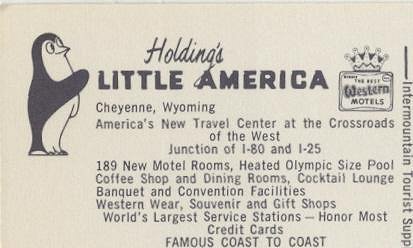 Holding's
LITTLE AMERICA
THE BEST
Western
MOTELS
Cheyenne, Wyoming
America's New Travel Center at the Crossroads
of the West
Junction of I-80 and I-25
189 New Motel Rooms, Heated Olympic Size Pool
Coffee Shop and Dining Rooms, Cocktail Lounge
Banquet and Convention Facilities
Western Wear, Souvenir and Gift Shops
World's Largest Service Stations — Honor Most
Credit Cards
FAMOUS COAST TO COAST
Intermountain Tourist Supp